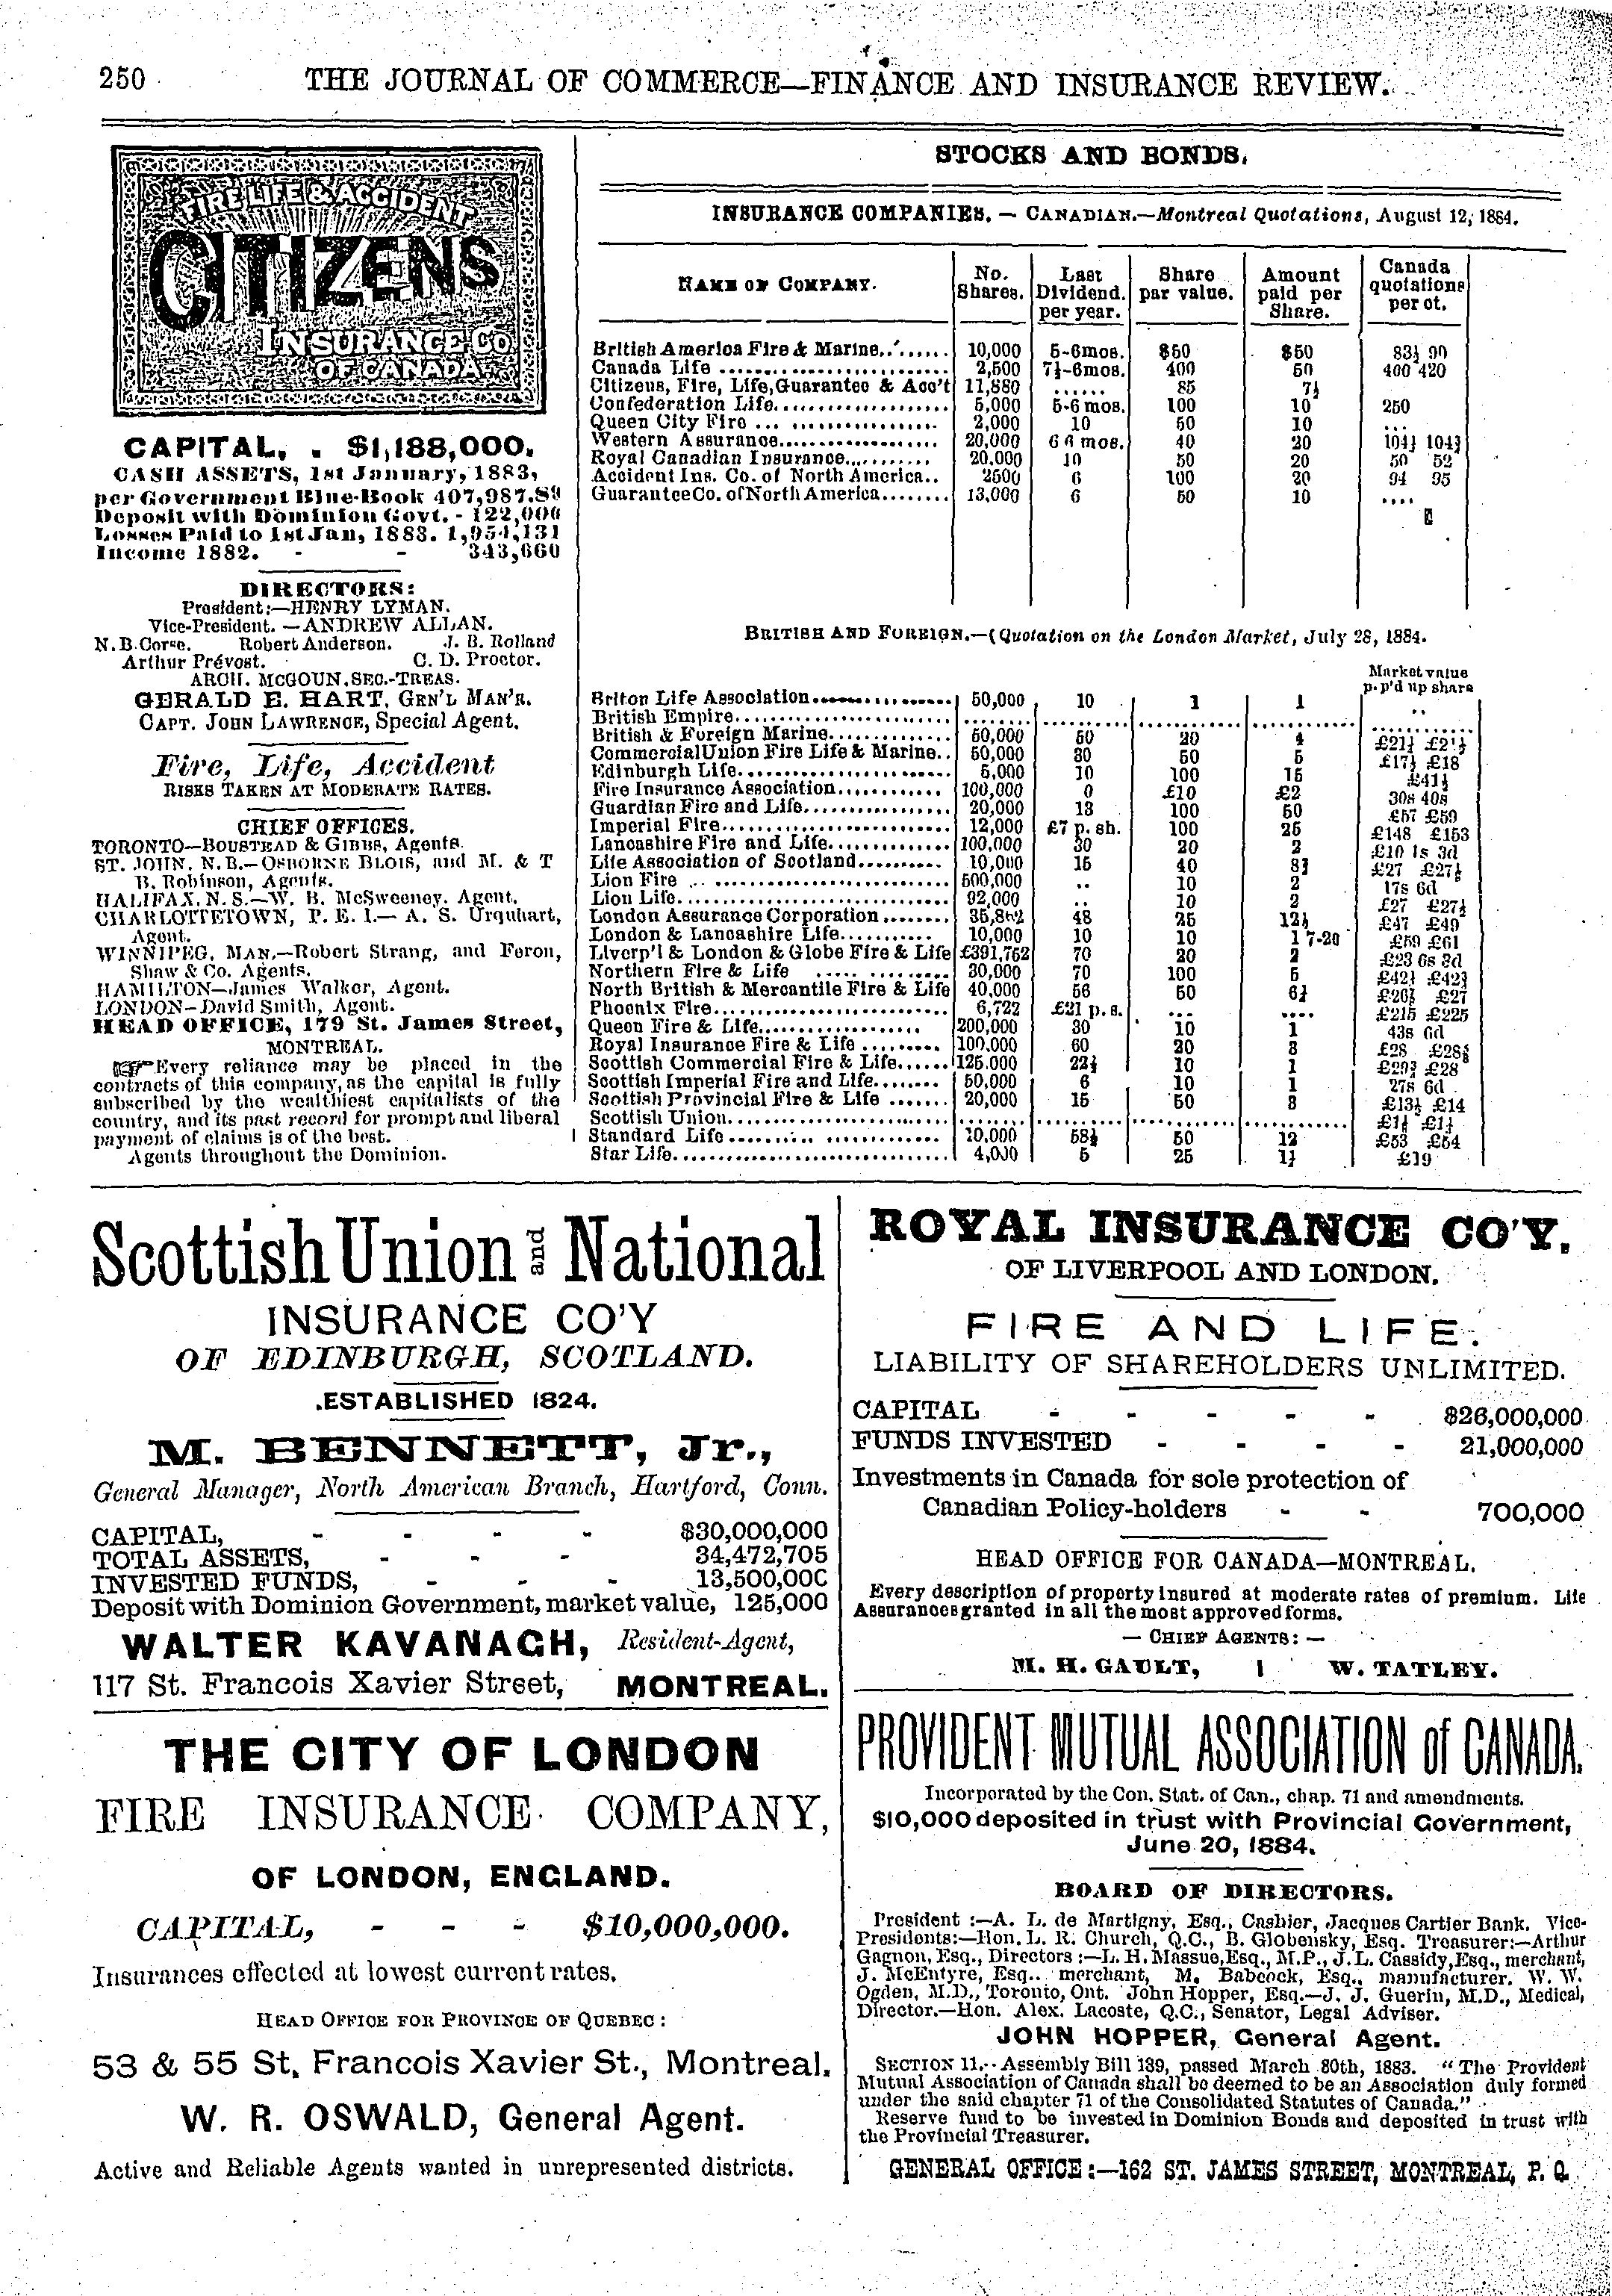 250
THE JOURNAL OF COMMERCE—FINANCE AND INSURANCE REVIEW.
FIRE LIFE & ACCIDENT
CITIZENS
INSURANCE CO
OF CANADA
CAPITAL, . $1,188,000.
CASH ASSETS, 1st January, 1883,
per Government Blue-Book 407,987.89
Deposit with Dominion Govt. - 122,000
Losses Paid to 1st Jan, 1883. 1,954,131
Income 1882. - - 343,660
DIRECTORS:
President:—HENRY LYMAN.
Vice-President. —ANDREW ALLAN.
N. B. Corse. Robert Anderson. J. B. Rolland
Arthur Prévost. C. D. Proctor.
ARCH. MCGOUN, SEC.-TREAS.
GERALD E. HART, GEN'L MAN'R.
CAPT. JOHN LAWRENCE, Special Agent.
Fire, Life, Accident
RISKS TAKEN AT MODERATE RATES.
CHIEF OFFICES.
TORONTO—BOUSTEAD & GIBBS, Agents.
ST. JOHN, N. B.—OSBORNE BLOIS, and M. & T
B. Robinson, Agents.
HALIFAX, N. S.—W. B. McSweeney, Agent.
CHARLOTTETOWN, P. E. I.— A. S. Urquhart,
Agent.
WINNIPEG, MAN.—Robert Strang, and Feron,
Shaw & Co. Agents.
HAMILTON—James Walker, Agent.
LONDON—David Smith, Agent.
HEAD OFFICE, 179 St. James Street,
MONTREAL.
Every reliance may be placed in the
contracts of this company, as the capital is fully
subscribed by the wealthiest capitalists of the
country, and its past record for prompt and liberal
payment of claims is of the best.
Agents throughout the Dominion.
STOCKS AND BONDS.
INSURANCE COMPANIES. — CANADIAN.—Montreal Quotations, August 12, 1884.
NAME OF COMPANY. No. Shares. Last Dividend. per year. Share par value. Amount paid per Share. Canada quotations per ct.
British America Fire & Marine 10,000 5-6mos. $50 $50 83½ 90
Canada Life 2,500 7½-6mos. 400 50 400 420
Citizens, Fire, Life, Guarantee & Acc't 11,880 ...... 85 7½
Confederation Life 5,000 5-6 mos. 100 10 250
Queen City Fire 2,000 10 50 10 ...
Western Assurance 20,000 6 6 mos. 40 20 104½ 104¾
Royal Canadian Insurance 20,000 10 50 20 50 52
Accident Ins. Co. of North America.. 2500 6 100 20 94 95
Guarantee Co. of North America 13,000 6 50 10 ....
BRITISH AND FOREIGN.—(Quotation on the London Market, July 28, 1884.
Market value
p. p'd up share
Briton Life Association 50,000 10 1 1 ..
British Empire
British & Foreign Marine 50,000 50 20 4 £21½
Commercial Union Fire Life & Marine.. 50,000 30 50 5 £17½ £18
Edinburgh Life 5,000 10 100 15 £41½
Fire Insurance Association 100,000 0 £10 £2 30s 40s
Guardian Fire and Life 20,000 13 100 50 £57 £59
Imperial Fire 12,000 £7 p. sh. 100 25 £148 £153
Lancashire Fire and Life 100,000 30 20 2 £10 1s 3d
Life Association of Scotland 10,000 15 40 8½ £27 £27½
Lion Fire 500,000 .. 10 2 17s 6d
Lion Life 92,000 .. 10 2 £27 £27½
London Assurance Corporation 35,862 48 25 12½ £47 £49
London & Lancashire Life 10,000 10 10 1 7-20 £59 £61
Liverp'l & London & Globe Fire & Life £391,752 70 20 2 £23 6s 3d
Northern Fire & Life 30,000 70 100 5 £42½ £42¾
North British & Mercantile Fire & Life 40,000 56 50 6¼ £26½ £27
Phoenix Fire 6,722 £21 p. s. ... .... £215 £225
Queen Fire & Life 200,000 30 10 1 43s 6d
Royal Insurance Fire & Life 100,000 60 20 3 £28 £28½
Scottish Commercial Fire & Life 125,000 22½ 10 1 £28
Scottish Imperial Fire and Life 50,000 6 10 1 27s 6d
Scottish Provincial Fire & Life 20,000 15 50 3 £13½ £14
Scottish Union
Standard Life 10,000 58½ 50 12 £53 £54
Star Life 4,000 5 25 1½ £19
Scottish Union and National
INSURANCE CO'Y
OF EDINBURGH, SCOTLAND.
ESTABLISHED 1824.
M. BENNETT, Jr.,
General Manager, North American Branch, Hartford, Conn.
CAPITAL, - - - - $30,000,000
TOTAL ASSETS, - - - 34,472,705
INVESTED FUNDS, - - - 13,500,000
Deposit with Dominion Government, market value, 125,000
WALTER KAVANAGH, Resident-Agent,
117 St. Francois Xavier Street, MONTREAL.
ROYAL INSURANCE CO'Y.
OF LIVERPOOL AND LONDON.
FIRE AND LIFE.
LIABILITY OF SHAREHOLDERS UNLIMITED.
CAPITAL - - - - - $26,000,000
FUNDS INVESTED - - - - 21,000,000
Investments in Canada for sole protection of
Canadian Policy-holders - - 700,000
HEAD OFFICE FOR CANADA—MONTREAL.
Every description of property insured at moderate rates of premium. Life
Assurances granted in all the most approved forms.
— CHIEF AGENTS: —
M. H. GAULT, | W. TATLEY.
THE CITY OF LONDON
FIRE INSURANCE COMPANY,
OF LONDON, ENGLAND.
CAPITAL, - - - $10,000,000.
Insurances effected at lowest current rates.
HEAD OFFICE FOR PROVINCE OF QUEBEC:
53 & 55 St. Francois Xavier St., Montreal.
W. R. OSWALD, General Agent.
Active and Reliable Agents wanted in unrepresented districts.
PROVIDENT MUTUAL ASSOCIATION of CANADA.
Incorporated by the Con. Stat. of Can., chap. 71 and amendments.
$10,000 deposited in trust with Provincial Government,
June 20, 1884.
BOARD OF DIRECTORS.
President :—A. L. de Martigny, Esq., Cashier, Jacques Cartier Bank. Vice-
Presidents:—Hon. L. R. Church, Q.C., B. Globensky, Esq. Treasurer:—Arthur
Gagnon, Esq., Directors :—L. H. Massue, Esq., M.P., J. L. Cassidy, Esq., merchant,
J. McEntyre, Esq.. merchant, M. Babcock, Esq., manufacturer. W. W.
Ogden, M.D., Toronto, Ont. John Hopper, Esq.—J. J. Guerin, M.D., Medical,
Director.—Hon. Alex. Lacoste, Q.C., Senator, Legal Adviser.
JOHN HOPPER, General Agent.
SECTION 11.—Assembly Bill 139, passed March 30th, 1883. "The Provident
Mutual Association of Canada shall be deemed to be an Association duly formed
under the said chapter 71 of the Consolidated Statutes of Canada."
Reserve fund to be invested in Dominion Bonds and deposited in trust with
the Provincial Treasurer.
GENERAL OFFICE:—162 ST. JAMES STREET, MONTREAL, P. Q.